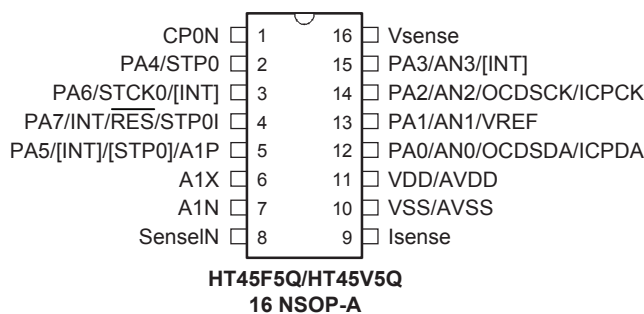 CP0N 1 16 Vsense
PA4/STP0 2 15 PA3/AN3/[INT]
PA6/STCK0/[INT] 3 14 PA2/AN2/OCDSCK/ICPCK
PA7/INT/RES/STP0I 4 13 PA1/AN1/VREF
PA5/[INT]/[STP0]/A1P 5 12 PA0/AN0/OCDSDA/ICPDA
A1X 6 11 VDD/AVDD
A1N 7 10 VSS/AVSS
SenseIN 8 9 Isense
HT45F5Q/HT45V5Q
16 NSOP-A